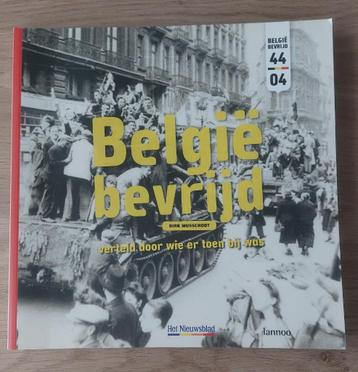 BELGIË
BEVRIJD
44
04
België
bevrijd
DIRK MUSSCHOOT
verteld door wie er toen bij was
Het Nieuwsblad
lannoo